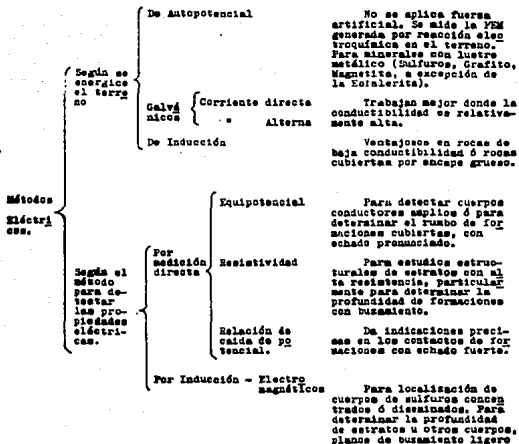 De Autopotencial
No se aplica fuerza
artificial. Se mide la FEM
generada por reacción elec
troquímica en el terreno.
Para minerales con lustre
metálico (Sulfuros, Grafito,
Magnetita, a excepción de
la Esfalerita).
Según se
energice
el terre
no
Galvá
nicos
Corriente directa
" Alterna
Trabajan mejor donde la
conductibilidad es relativa-
mente alta.
De Inducción
Ventajosos en rocas de
baja conductibilidad ó rocas
cubiertas por encape grueso.
Métodos
Eléctri
cos.
Según el
método
para de-
tectar
las pro-
piedades
eléctri-
cas.
Por
medición
directa
Equipotencial
Para detectar cuerpos
conductores amplios ó para
determinar el rumbo de for
maciones cubiertas, con
echado pronunciado.
Resistividad
Para estudios estruc-
turales de estratos con al
ta resistencia, particular
mente para determinar la
profundidad de formaciones
con buzamiento.
Relación de
caída de po
tencial.
Da indicaciones preci-
sas en los contactos de for
maciones con echado fuerte.
Por Inducción - Electro
magnéticos
Para localización de
cuerpos de sulfuros concen
trados ó diseminados. Para
determinar la profundidad
de estratos u otros cuerpos,
planos de buzamiento ligero